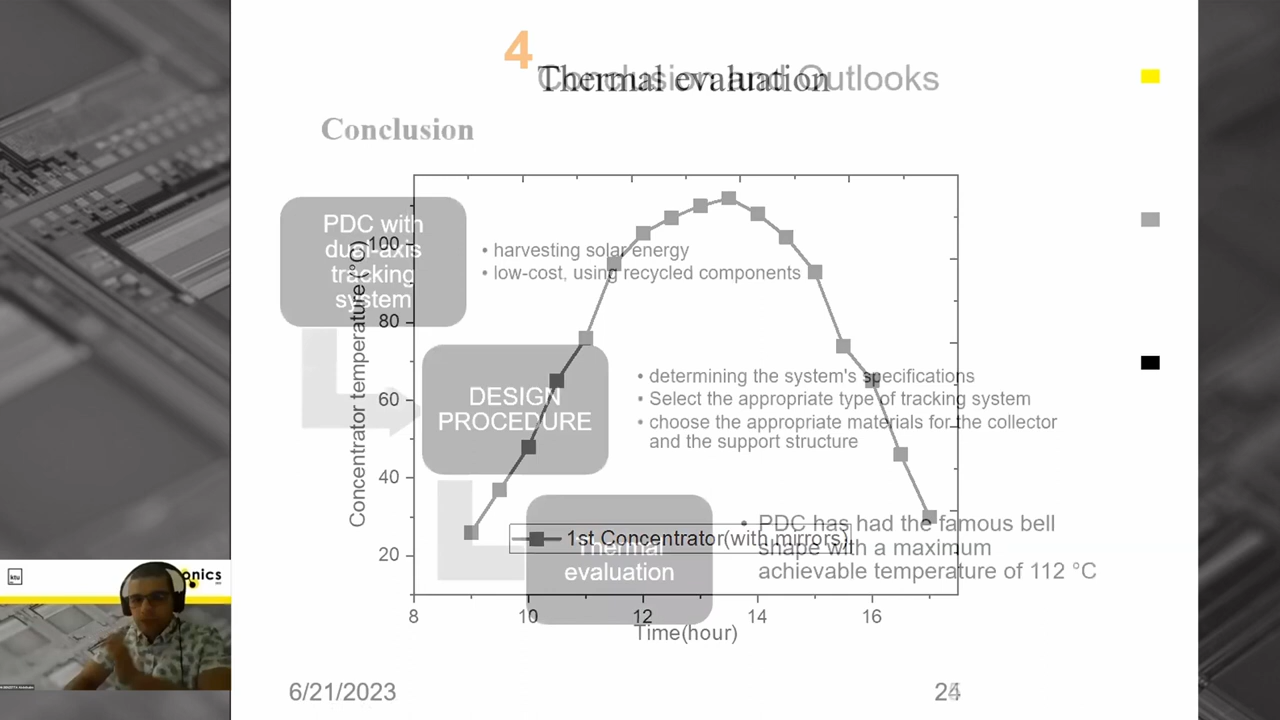 4
Thermal evaluation
Conclusion and Outlooks
Conclusion
PDC with
dual-axis
tracking
system
• harvesting solar energy
• low-cost, using recycled components
DESIGN
PROCEDURE
• determining the system's specifications
• Select the appropriate type of tracking system
• choose the appropriate materials for the collector
and the support structure
Thermal
evaluation
• PDC has had the famous bell
shape with a maximum
achievable temperature of 112 °C
Concentrator temperature (°C)
100
80
60
40
20
1st Concentrator(with mirrors)
8 10 12 14 16
Time(hour)
6/21/2023
ktu
onics